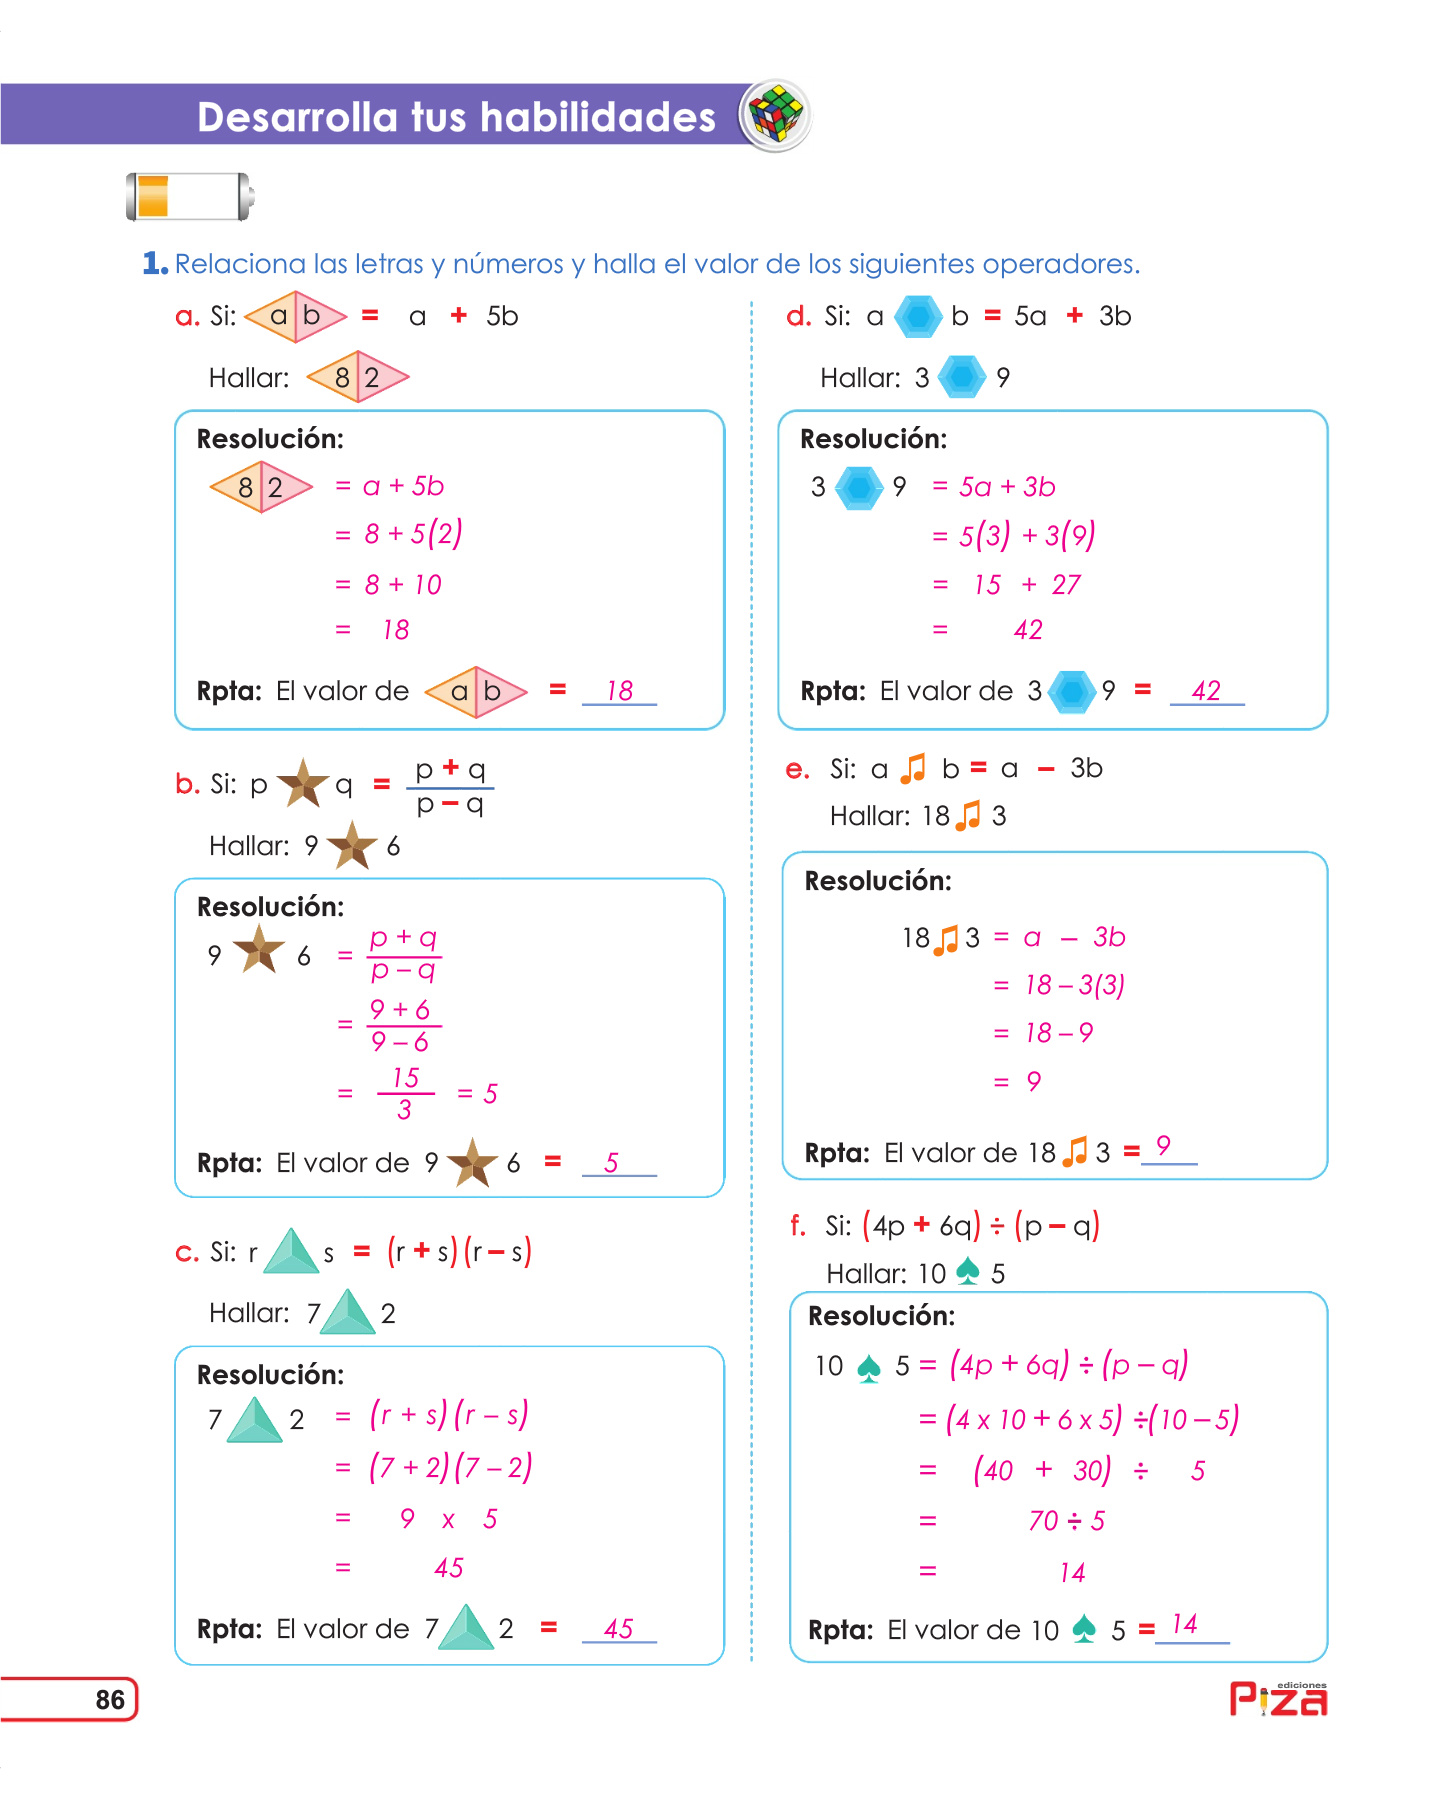 Desarrolla tus habilidades
1. Relaciona las letras y números y halla el valor de los siguientes operadores.
a. Si: a b = a + 5b
Hallar: 8 2
Resolución:
8 2 = a + 5b
= 8 + 5(2)
= 8 + 10
= 18
Rpta: El valor de a b = 18
b. Si: p q = p + q
p – q
Hallar: 9 6
Resolución:
9 6 = p + q
p – q
= 9 + 6
9 – 6
= 15 = 5
3
Rpta: El valor de 9 6 = 5
c. Si: r s = (r + s)(r – s)
Hallar: 7 2
Resolución:
7 2 = (r + s)(r – s)
= (7 + 2)(7 – 2)
= 9 x 5
= 45
Rpta: El valor de 7 2 = 45
d. Si: a b = 5a + 3b
Hallar: 3 9
Resolución:
3 9 = 5a + 3b
= 5(3) + 3(9)
= 15 + 27
= 42
Rpta: El valor de 3 9 = 42
e. Si: a b = a – 3b
Hallar: 18 3
Resolución:
18 3 = a – 3b
= 18 – 3(3)
= 18 – 9
= 9
Rpta: El valor de 18 3 = 9
f. Si: (4p + 6q) ÷ (p – q)
Hallar: 10 5
Resolución:
10 5 = (4p + 6q) ÷ (p – q)
= (4 x 10 + 6 x 5) ÷(10 – 5)
= (40 + 30) ÷ 5
= 70 ÷ 5
= 14
Rpta: El valor de 10 5 = 14
86
ediciones
Piza